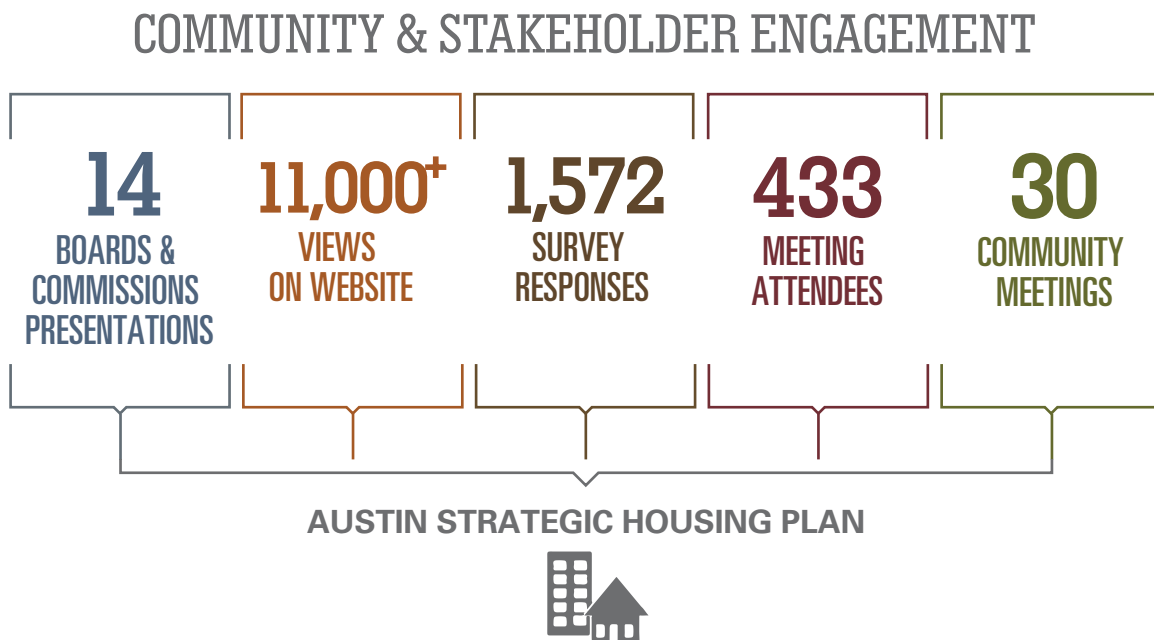 COMMUNITY & STAKEHOLDER ENGAGEMENT
14
BOARDS &
COMMISSIONS
PRESENTATIONS
11,000+
VIEWS
ON WEBSITE
1,572
SURVEY
RESPONSES
433
MEETING
ATTENDEES
30
COMMUNITY
MEETINGS
AUSTIN STRATEGIC HOUSING PLAN